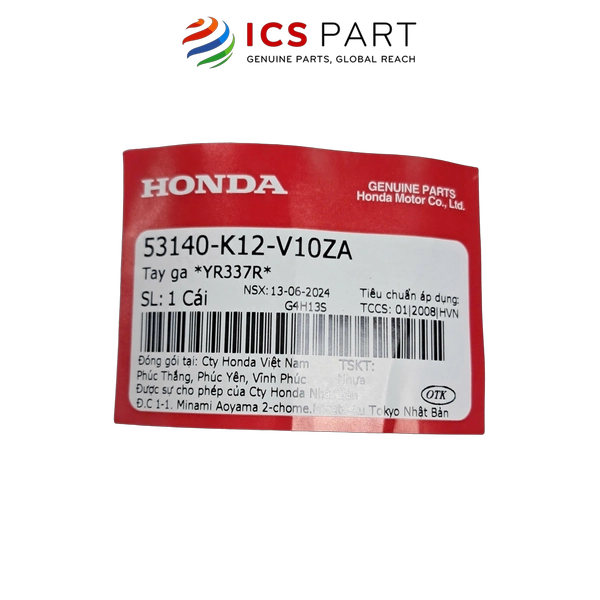 ICS PART
GENUINE PARTS, GLOBAL REACH
HONDA
GENUINE PARTS
Honda Motor Co., Ltd.
53140-K12-V10ZA
Tay ga *YR337R*
SL: 1 Cái
NSX: 13-06-2024
G4H13S
Tiêu chuẩn áp dụng:
TCCS: 01|2008|HVN
Đóng gói tại: Cty Honda Việt Nam
TSKT:
Phúc Thắng, Phúc Yên, Vĩnh Phúc
Nhựa
Được sự cho phép của Cty Honda
Đ.C 1-1. Minami Aoyama 2-chome, Tokyo Nhật Bản
OTK